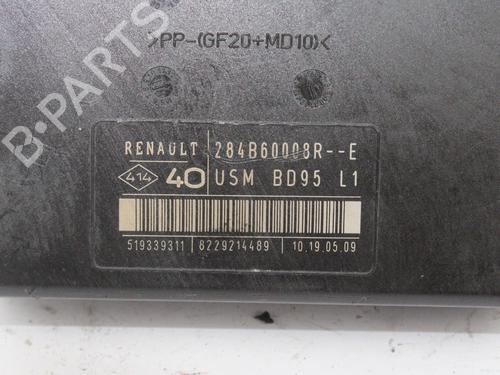 >PP-(GF20+MD10)<
B-PARTS
RENAULT 284B60008R--E
414 40 USM BD95 L1
519339311 8229214489 10.19.05.09